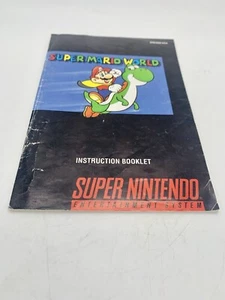 SUPER MARIO WORLD
INSTRUCTION BOOKLET
SUPER NINTENDO
ENTERTAINMENT SYSTEM